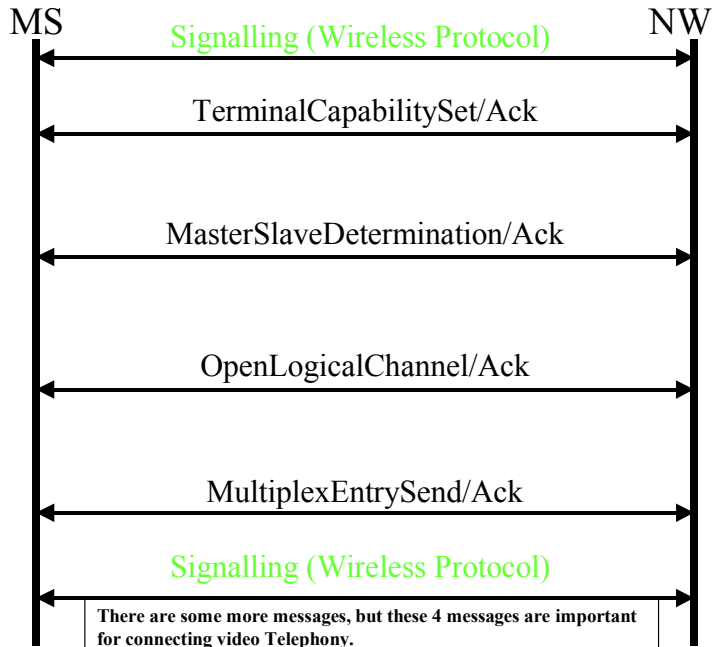 MS
NW
Signalling (Wireless Protocol)
TerminalCapabilitySet/Ack
MasterSlaveDetermination/Ack
OpenLogicalChannel/Ack
MultiplexEntrySend/Ack
Signalling (Wireless Protocol)
There are some more messages, but these 4 messages are important
for connecting video Telephony.